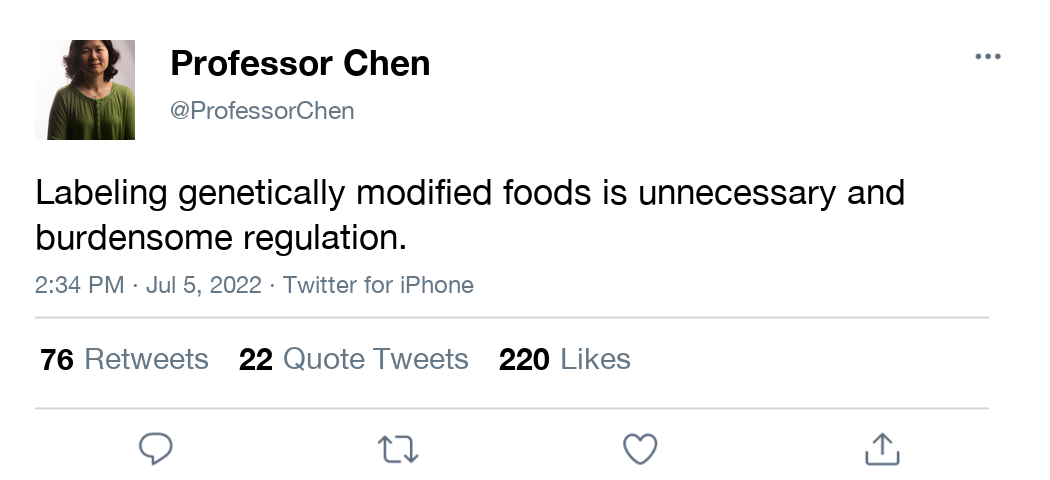 Professor Chen
@ProfessorChen
Labeling genetically modified foods is unnecessary and
burdensome regulation.
2:34 PM · Jul 5, 2022 · Twitter for iPhone
76 Retweets 22 Quote Tweets 220 Likes